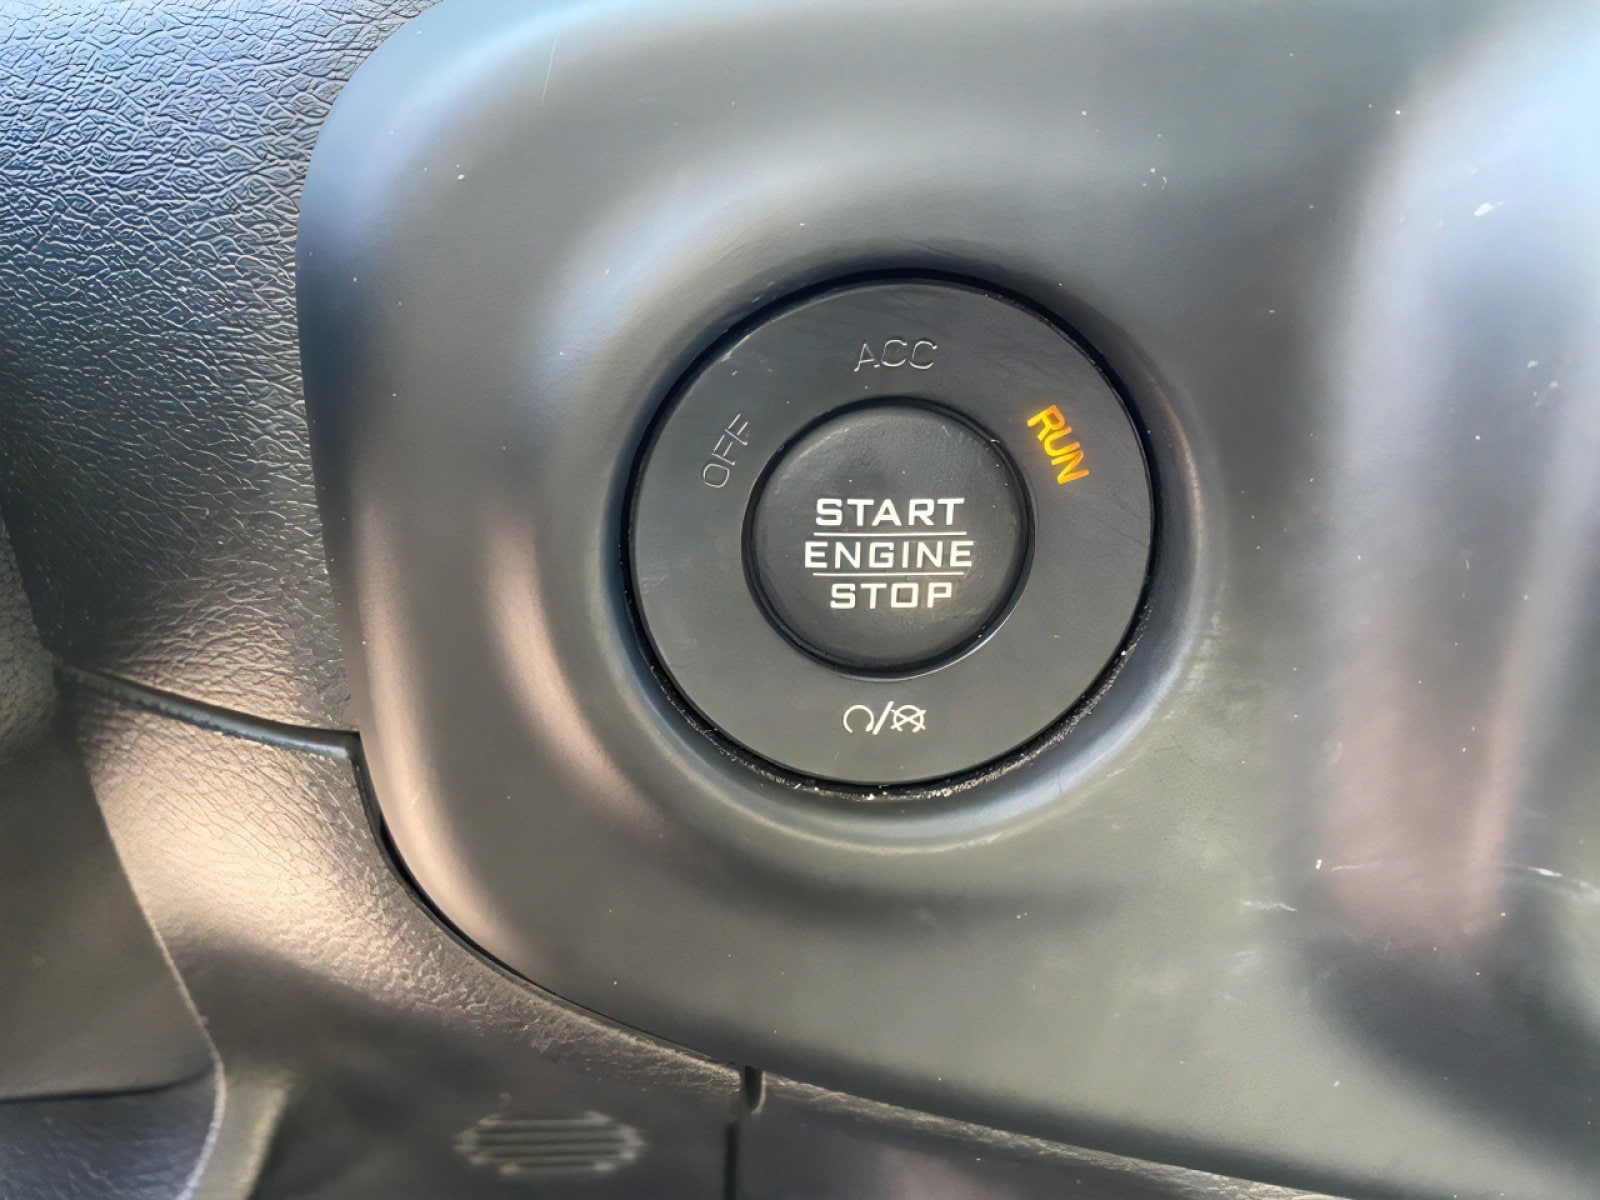 ACC
OFF
RUN
START
ENGINE
STOP